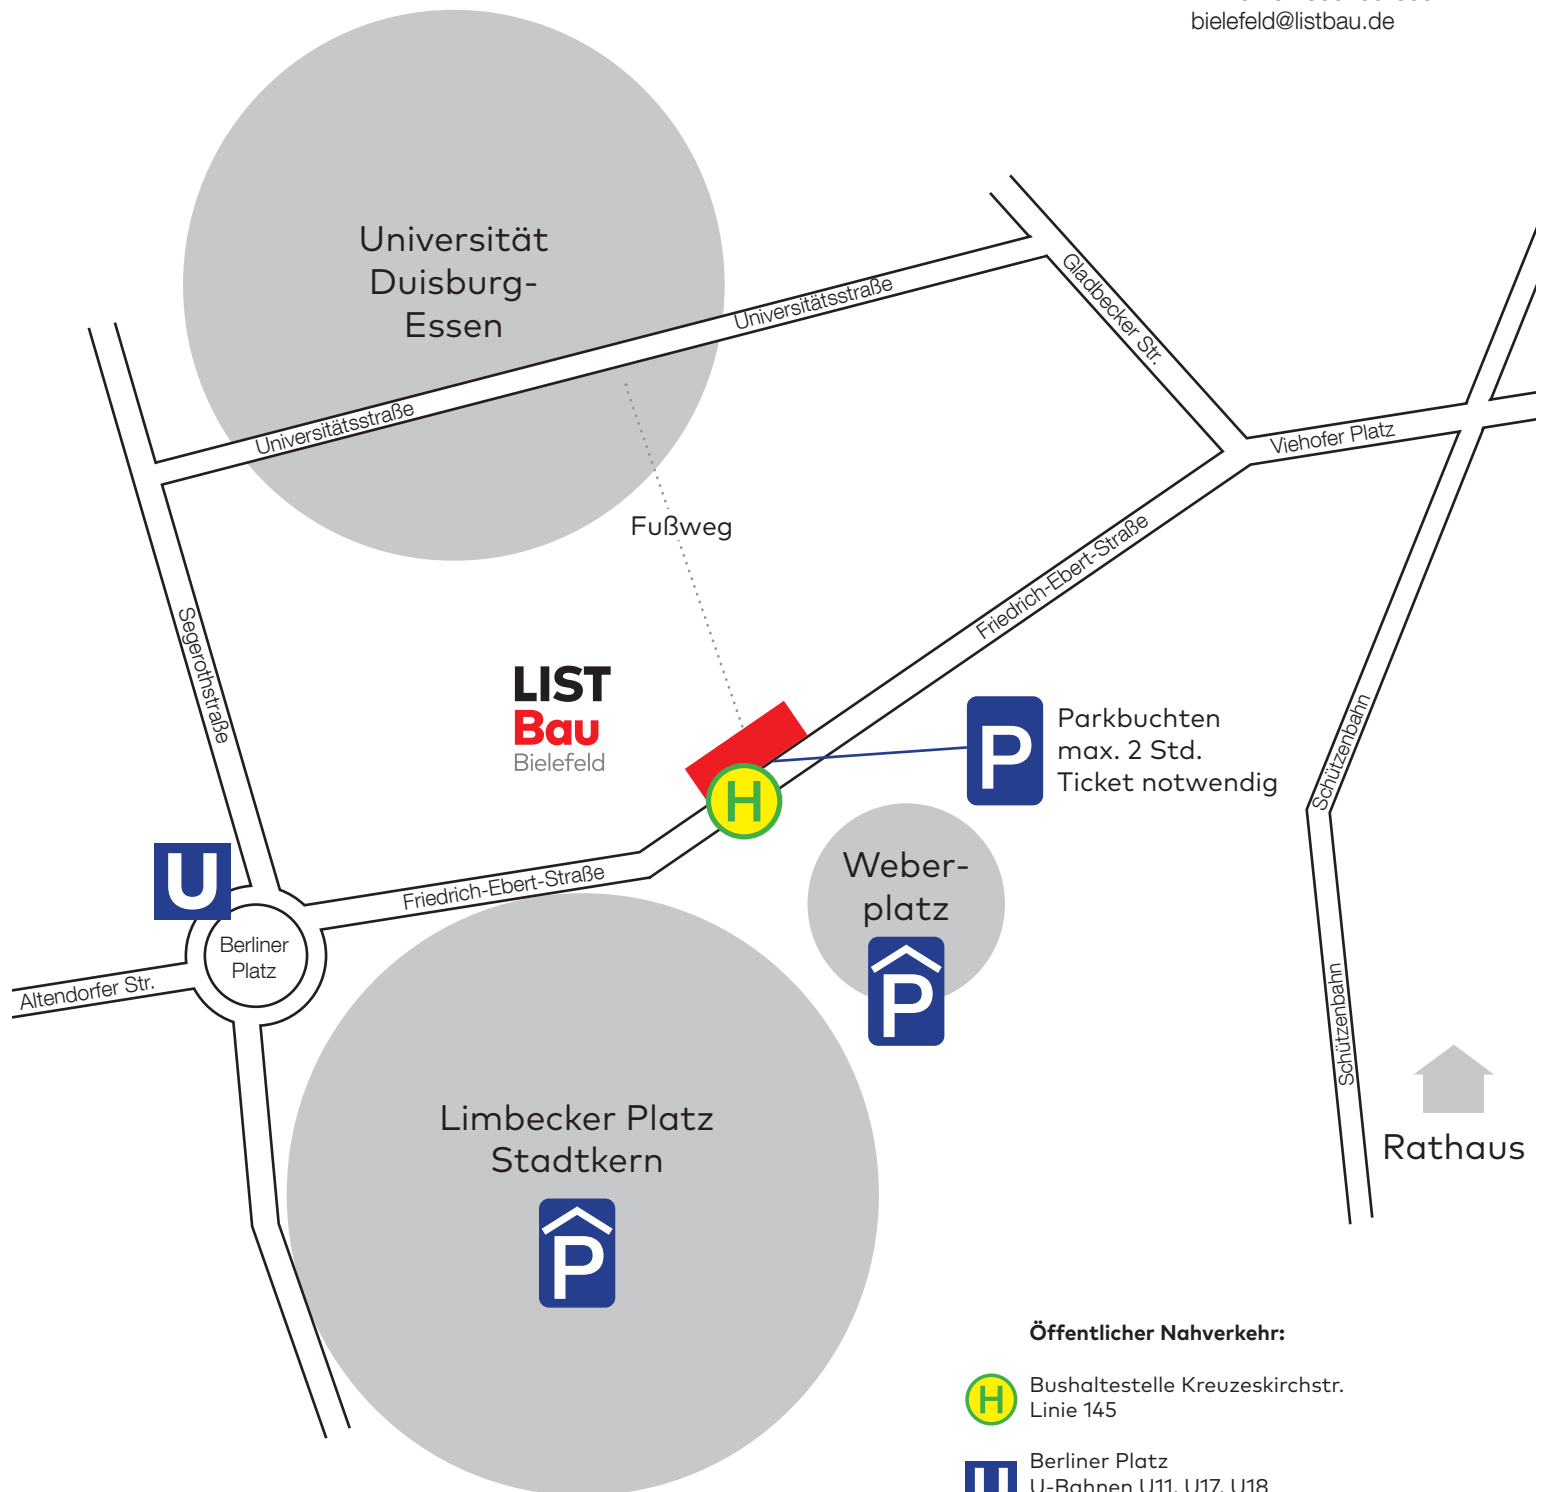 bielefeld@listbau.de
Universität
Duisburg-
Essen
Universitätsstraße
Universitätsstraße
Gladbecker Str.
Viehofer Platz
Fußweg
Friedrich-Ebert-Straße
Segerothstraße
LIST
Bau
Bielefeld
P
Parkbuchten
max. 2 Std.
Ticket notwendig
Schützenbahn
H
U
Weber-
platz
P
Friedrich-Ebert-Straße
Berliner
Platz
Altendorfer Str.
Schützenbahn
Limbecker Platz
Stadtkern
P
Rathaus
Öffentlicher Nahverkehr:
H
Bushaltestelle Kreuzeskirchstr.
Linie 145
U
Berliner Platz
U-Bahnen U11, U17, U18